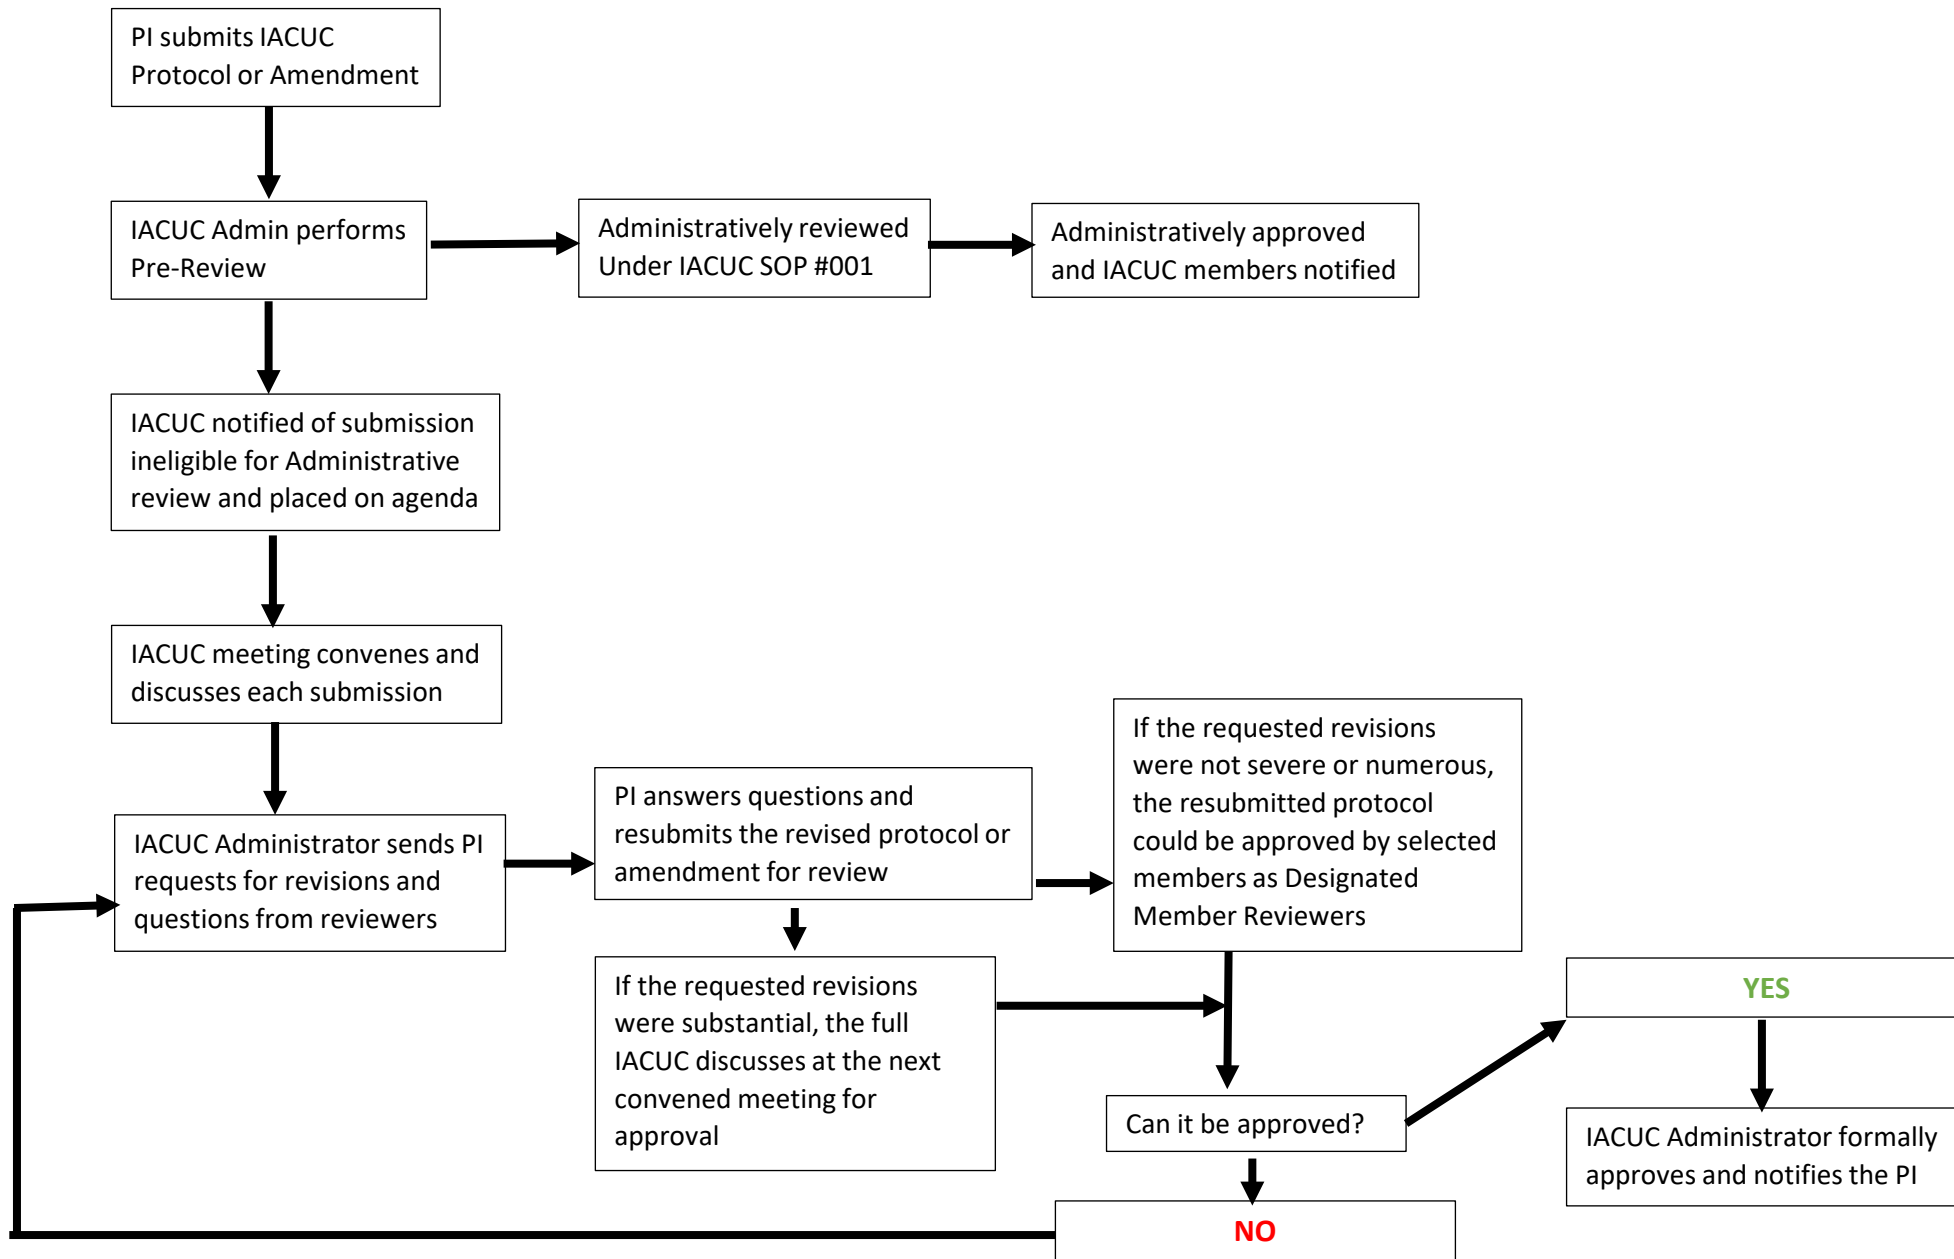 PI submits IACUC
Protocol or Amendment
IACUC Admin performs
Pre-Review
Administratively reviewed
Under IACUC SOP #001
Administratively approved
and IACUC members notified
IACUC notified of submission
ineligible for Administrative
review and placed on agenda
IACUC meeting convenes and
discusses each submission
IACUC Administrator sends PI
requests for revisions and
questions from reviewers
PI answers questions and
resubmits the revised protocol or
amendment for review
If the requested revisions
were not severe or numerous,
the resubmitted protocol
could be approved by selected
members as Designated
Member Reviewers
If the requested revisions
were substantial, the full
IACUC discusses at the next
convened meeting for
approval
Can it be approved?
YES
IACUC Administrator formally
approves and notifies the PI
NO